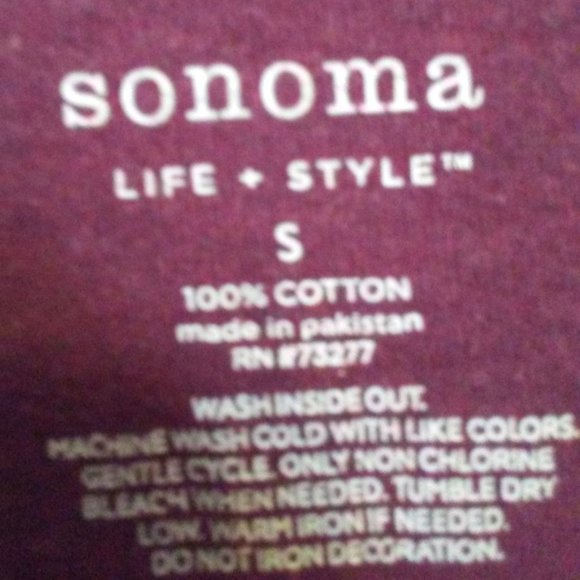 sonoma
LIFE + STYLE™
S
100% COTTON
made in pakistan
RN #73277
WASH INSIDE OUT.
MACHINE WASH COLD WITH LIKE COLORS.
GENTLE CYCLE. ONLY NON CHLORINE
BLEACH WHEN NEEDED. TUMBLE DRY
LOW. WARM IRON IF NEEDED.
DO NOT IRON DECORATION.